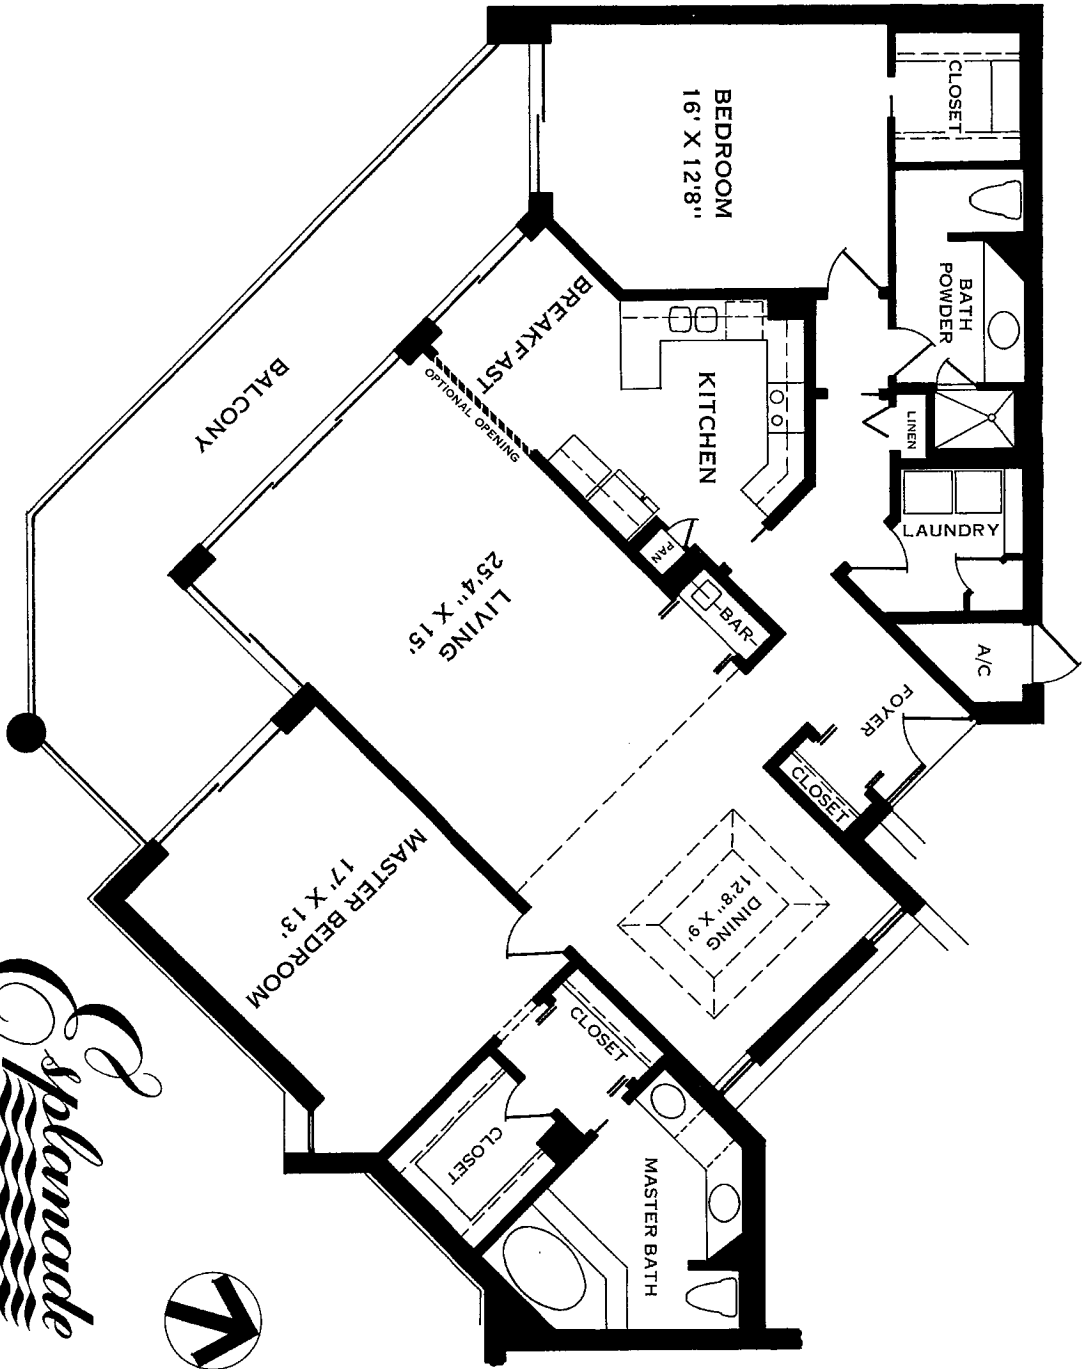 CLOSET
BEDROOM
16' X 12'8"
BATH
POWDER
BREAKFAST
KITCHEN
BALCONY
OPTIONAL OPENING
LINEN
LAUNDRY
PAN
BAR
A/C
LIVING
25'4" X 15'
FOYER
CLOSET
DINING
12'8" X 9'
MASTER BEDROOM
17' X 13'
CLOSET
CLOSET
MASTER BATH
Esplanade